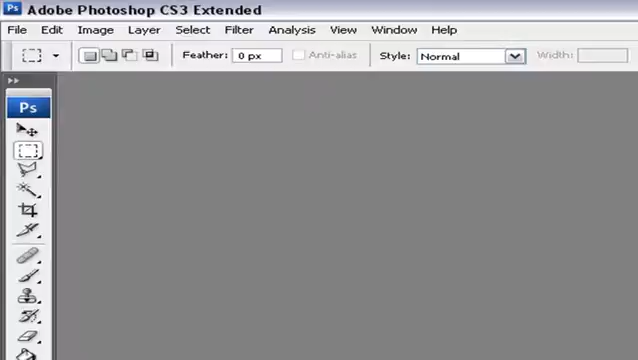 Ps Adobe Photoshop CS3 Extended
File Edit Image Layer Select Filter Analysis View Window Help
Feather: 0 px Anti-alias Style: Normal Width:
Ps